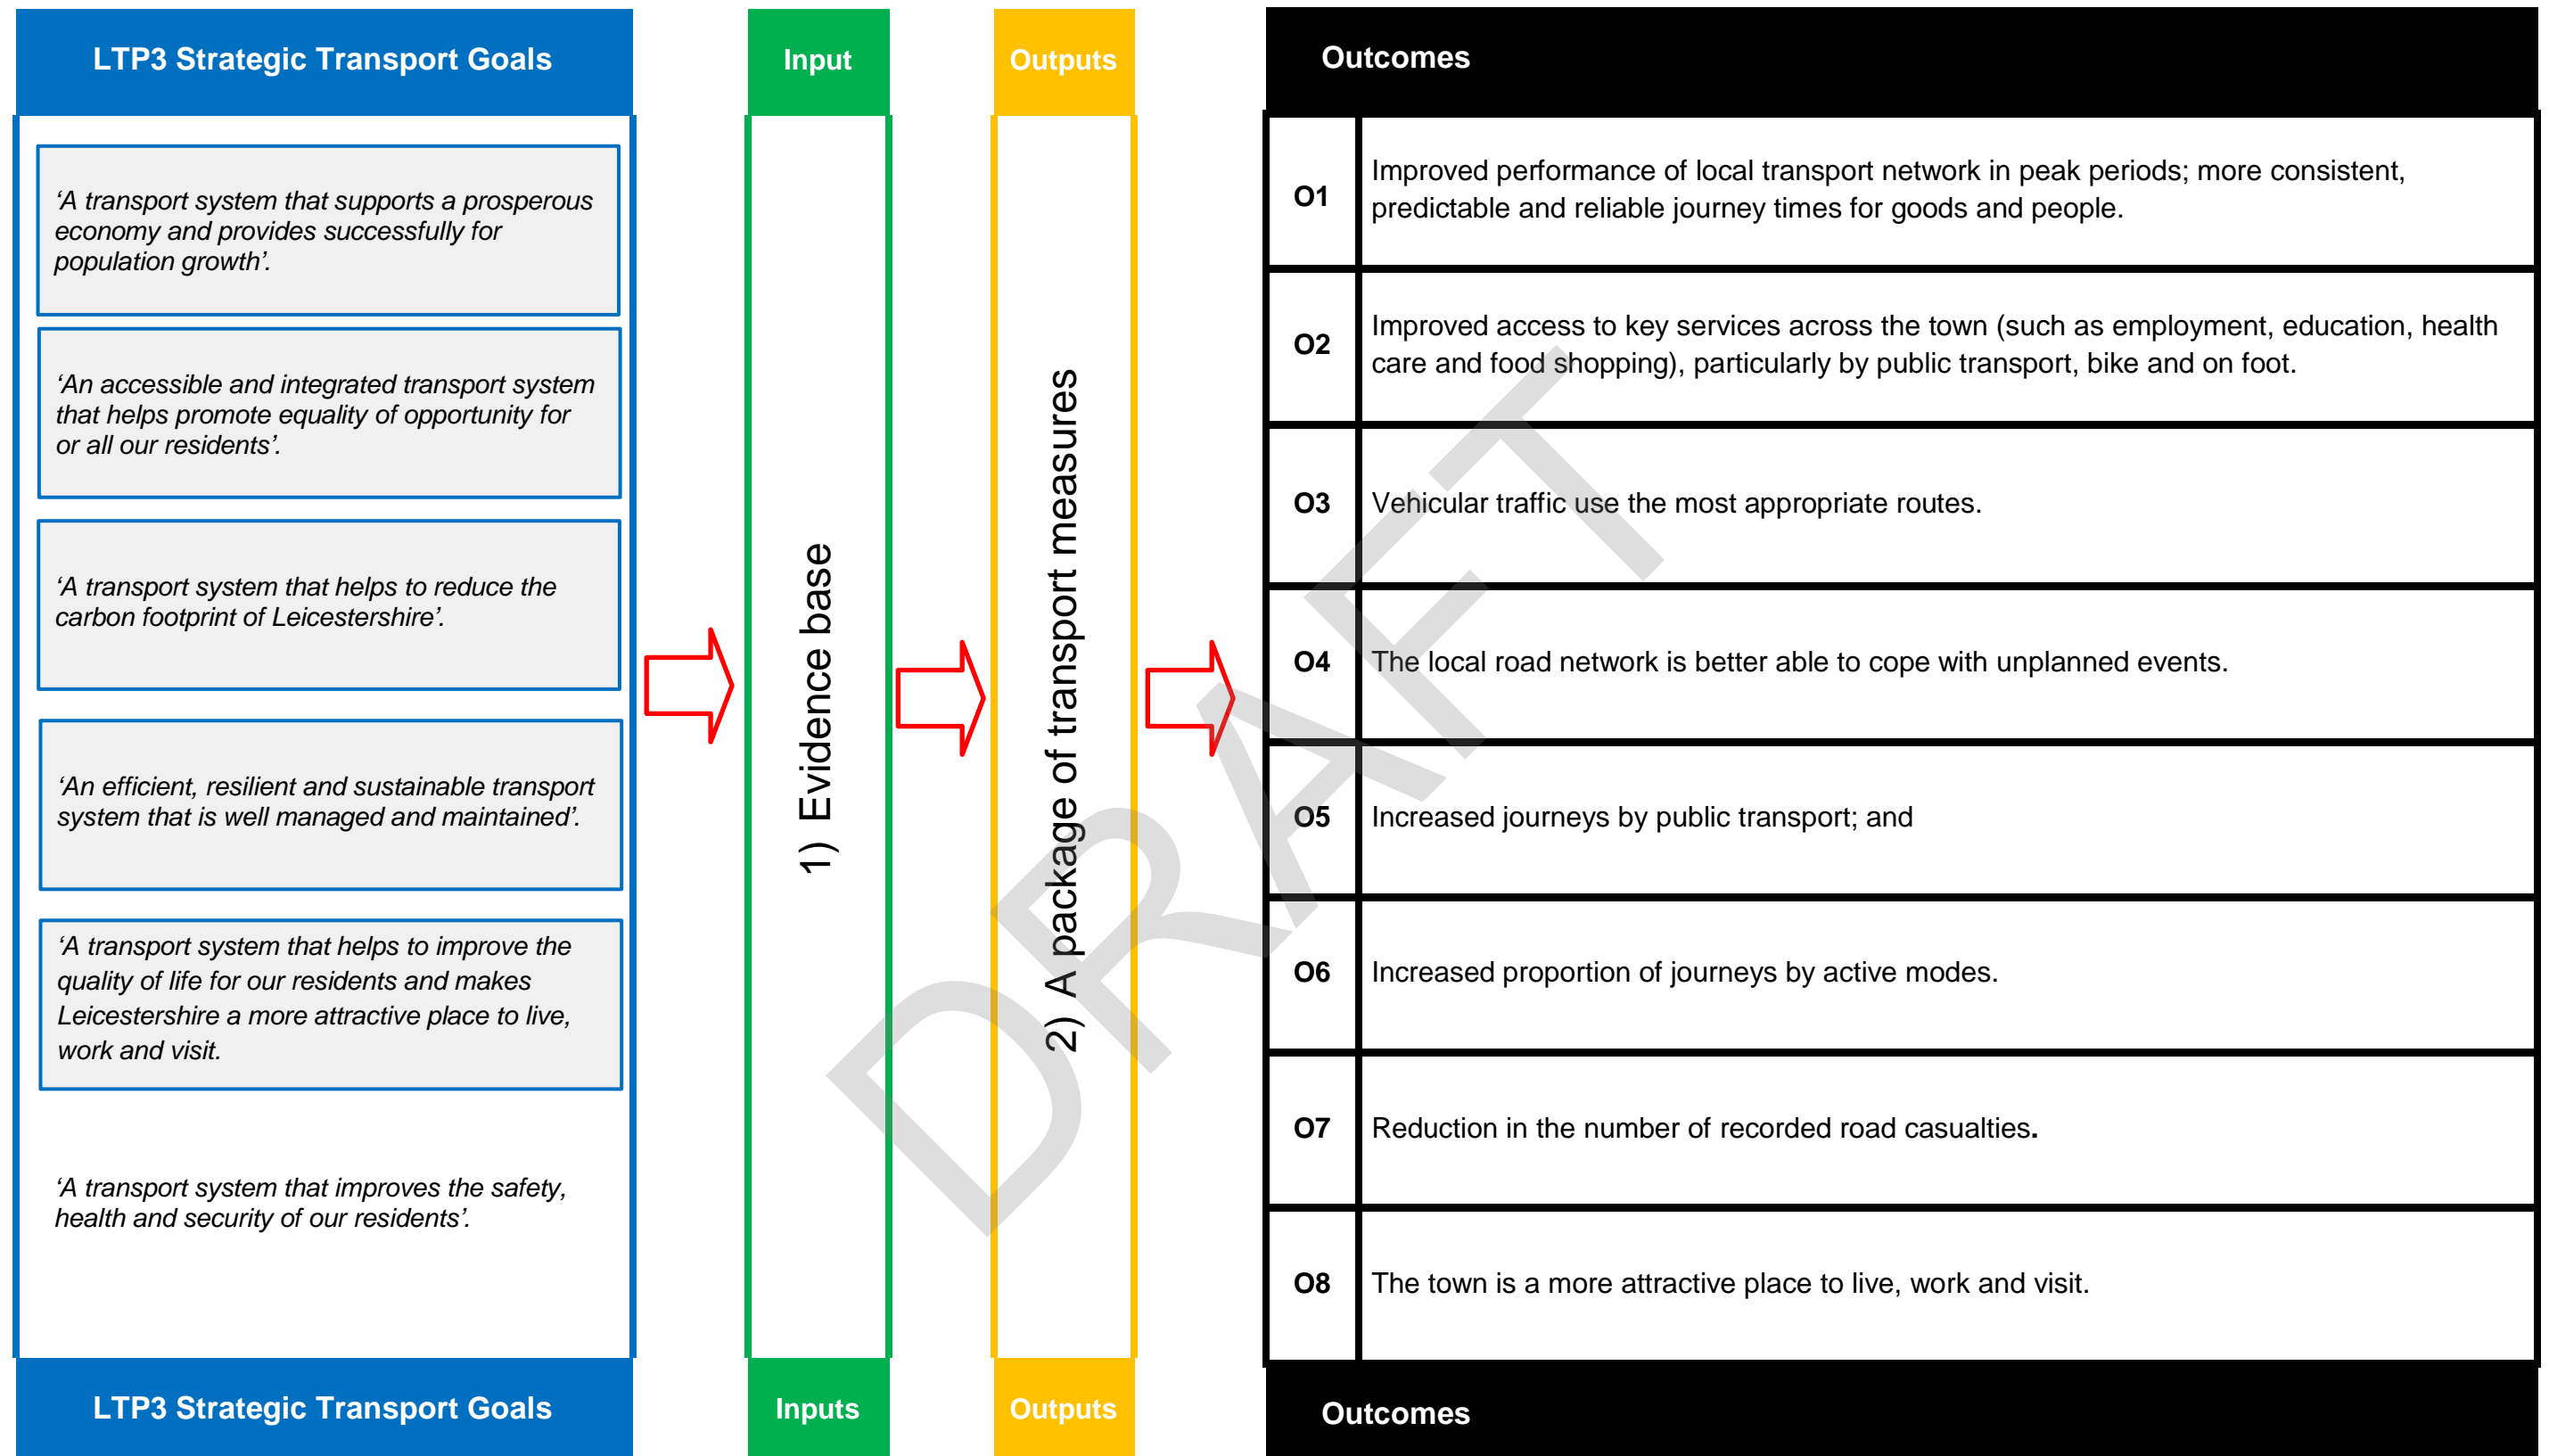 LTP3 Strategic Transport Goals
‘A transport system that supports a prosperous
economy and provides successfully for
population growth’.
‘An accessible and integrated transport system
that helps promote equality of opportunity for
or all our residents’.
‘A transport system that helps to reduce the
carbon footprint of Leicestershire’.
‘An efficient, resilient and sustainable transport
system that is well managed and maintained’.
‘A transport system that helps to improve the
quality of life for our residents and makes
Leicestershire a more attractive place to live,
work and visit.
‘A transport system that improves the safety,
health and security of our residents’.
LTP3 Strategic Transport Goals
Input
1) Evidence base
Inputs
Outputs
2) A package of transport measures
Outputs
Outcomes
O1
Improved performance of local transport network in peak periods; more consistent,
predictable and reliable journey times for goods and people.
O2
Improved access to key services across the town (such as employment, education, health
care and food shopping), particularly by public transport, bike and on foot.
O3
Vehicular traffic use the most appropriate routes.
O4
The local road network is better able to cope with unplanned events.
O5
Increased journeys by public transport; and
O6
Increased proportion of journeys by active modes.
O7
Reduction in the number of recorded road casualties.
O8
The town is a more attractive place to live, work and visit.
Outcomes
DRAFT